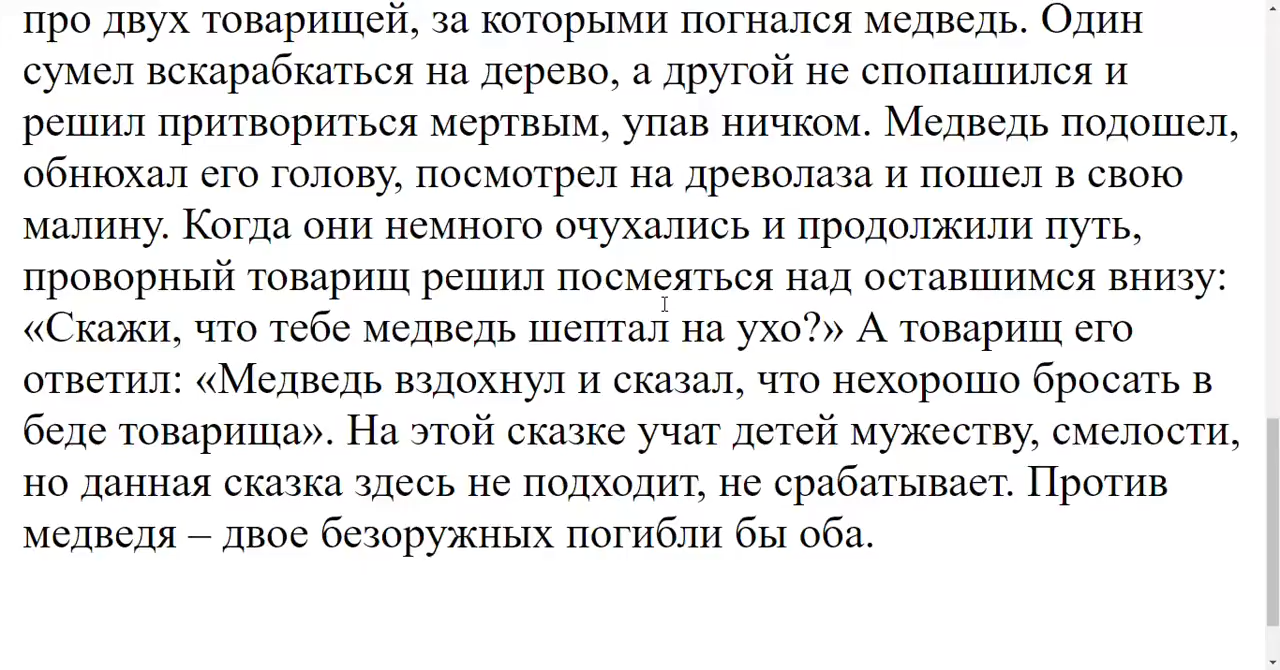 про двух товарищей, за которыми погнался медведь. Один
сумел вскарабкаться на дерево, а другой не спопашился и
решил притвориться мертвым, упав ничком. Медведь подошел,
обнюхал его голову, посмотрел на древолаза и пошел в свою
малину. Когда они немного очухались и продолжили путь,
проворный товарищ решил посмеяться над оставшимся внизу:
«Скажи, что тебе медведь шептал на ухо?» А товарищ его
ответил: «Медведь вздохнул и сказал, что нехорошо бросать в
беде товарища». На этой сказке учат детей мужеству, смелости,
но данная сказка здесь не подходит, не срабатывает. Против
медведя – двое безоружных погибли бы оба.